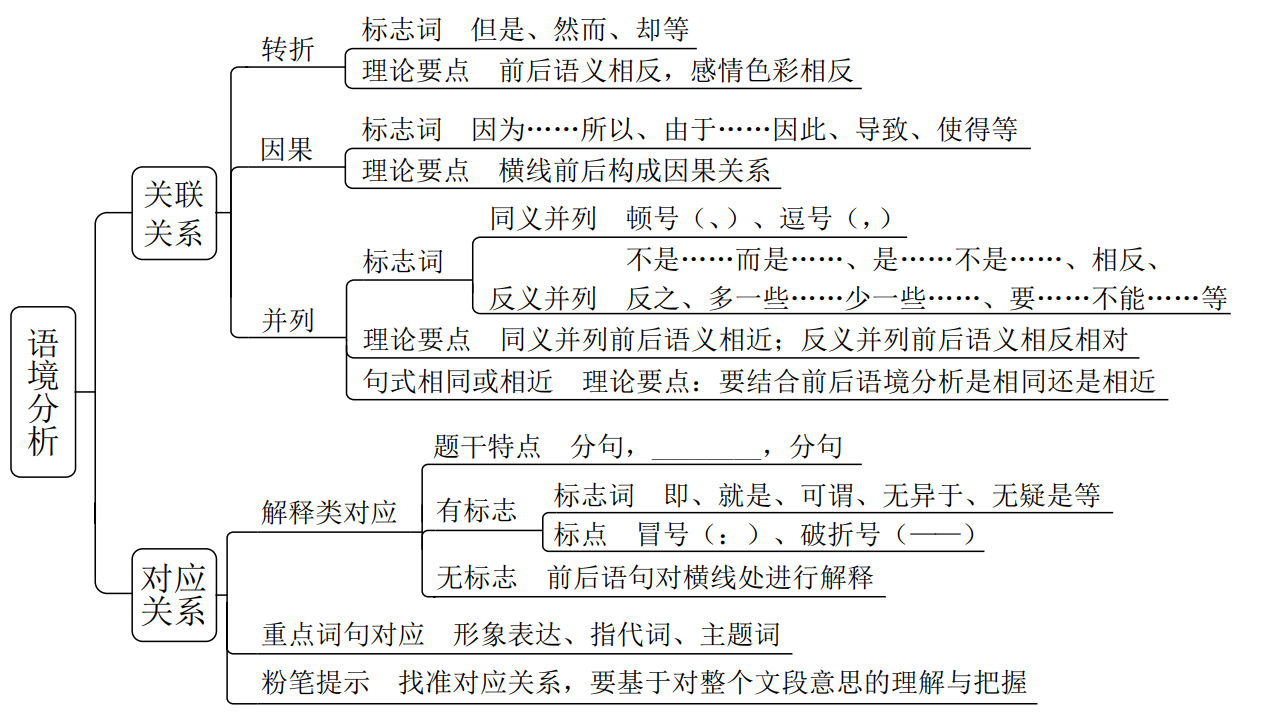 语境分析
关联关系
转折
标志词 但是、然而、却等
理论要点 前后语义相反，感情色彩相反
因果
标志词 因为……所以、由于……因此、导致、使得等
理论要点 横线前后构成因果关系
并列
标志词
同义并列 顿号（、）、逗号（，）
反义并列 不是……而是……、是……不是……、相反、
反之、多一些……少一些……、要……不能……等
理论要点 同义并列前后语义相近；反义并列前后语义相反相对
句式相同或相近 理论要点：要结合前后语境分析是相同还是相近
对应关系
解释类对应
题干特点 分句，________，分句
有标志
标志词 即、就是、可谓、无异于、无疑是等
标点 冒号（：）、破折号（——）
无标志 前后语句对横线处进行解释
重点词句对应 形象表达、指代词、主题词
粉笔提示 找准对应关系，要基于对整个文段意思的理解与把握